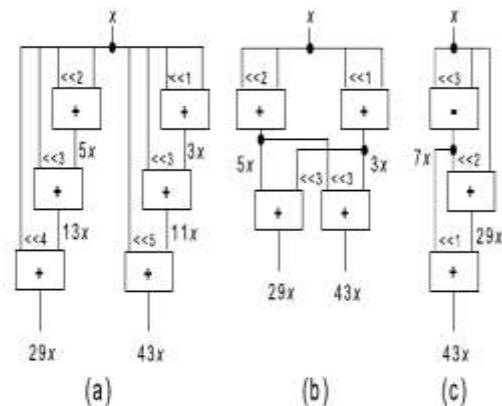 x x x
<<2 <<1 <<2 <<1 <<3
+ + + + -
5x 3x 5x 3x 7x
<<3 <<3 <<3 <<3 <<2
+ + + + +
13x 11x 29x
<<4 <<5 <<1
+ + +
29x 43x 29x 43x 43x
(a) (b) (c)